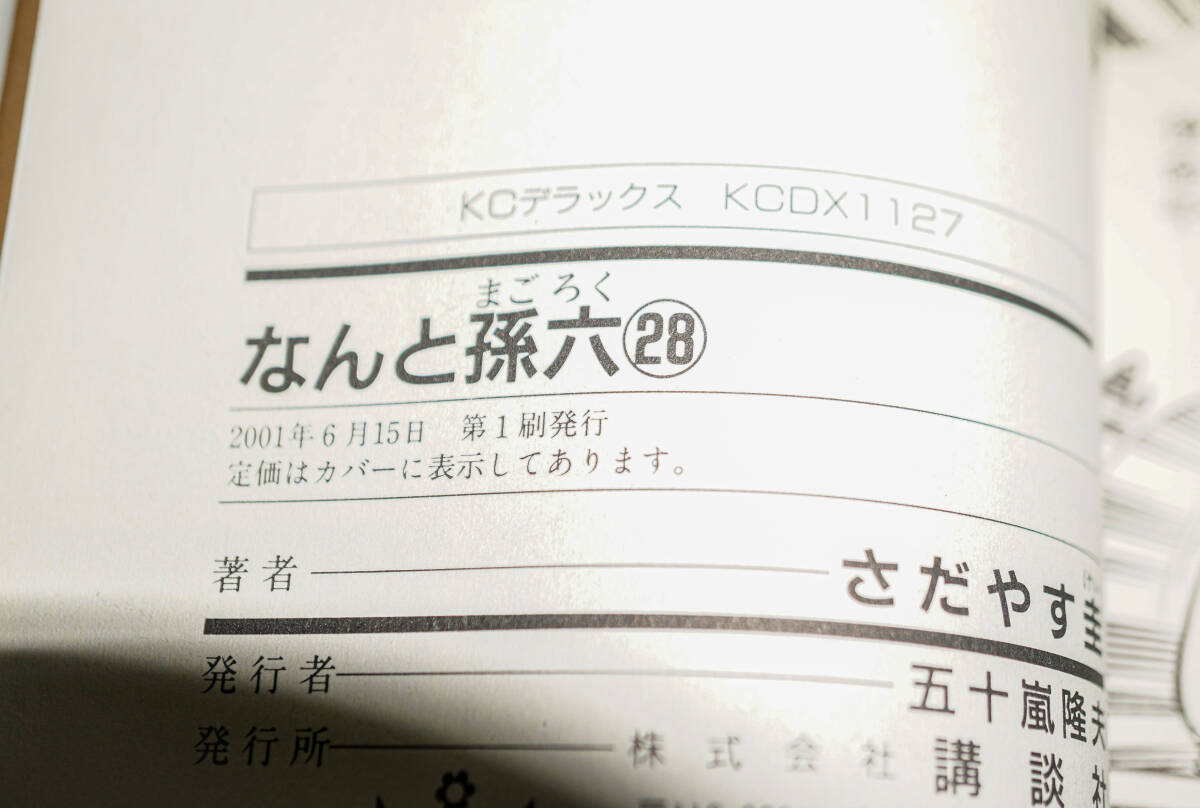 KCデラックス KCDX1127
まごろく
なんと孫六㉘
2001年6月15日 第1刷発行
定価はカバーに表示してあります。
著者 さだやす圭
発行者 五十嵐隆夫
発行所 株式会社 講談社